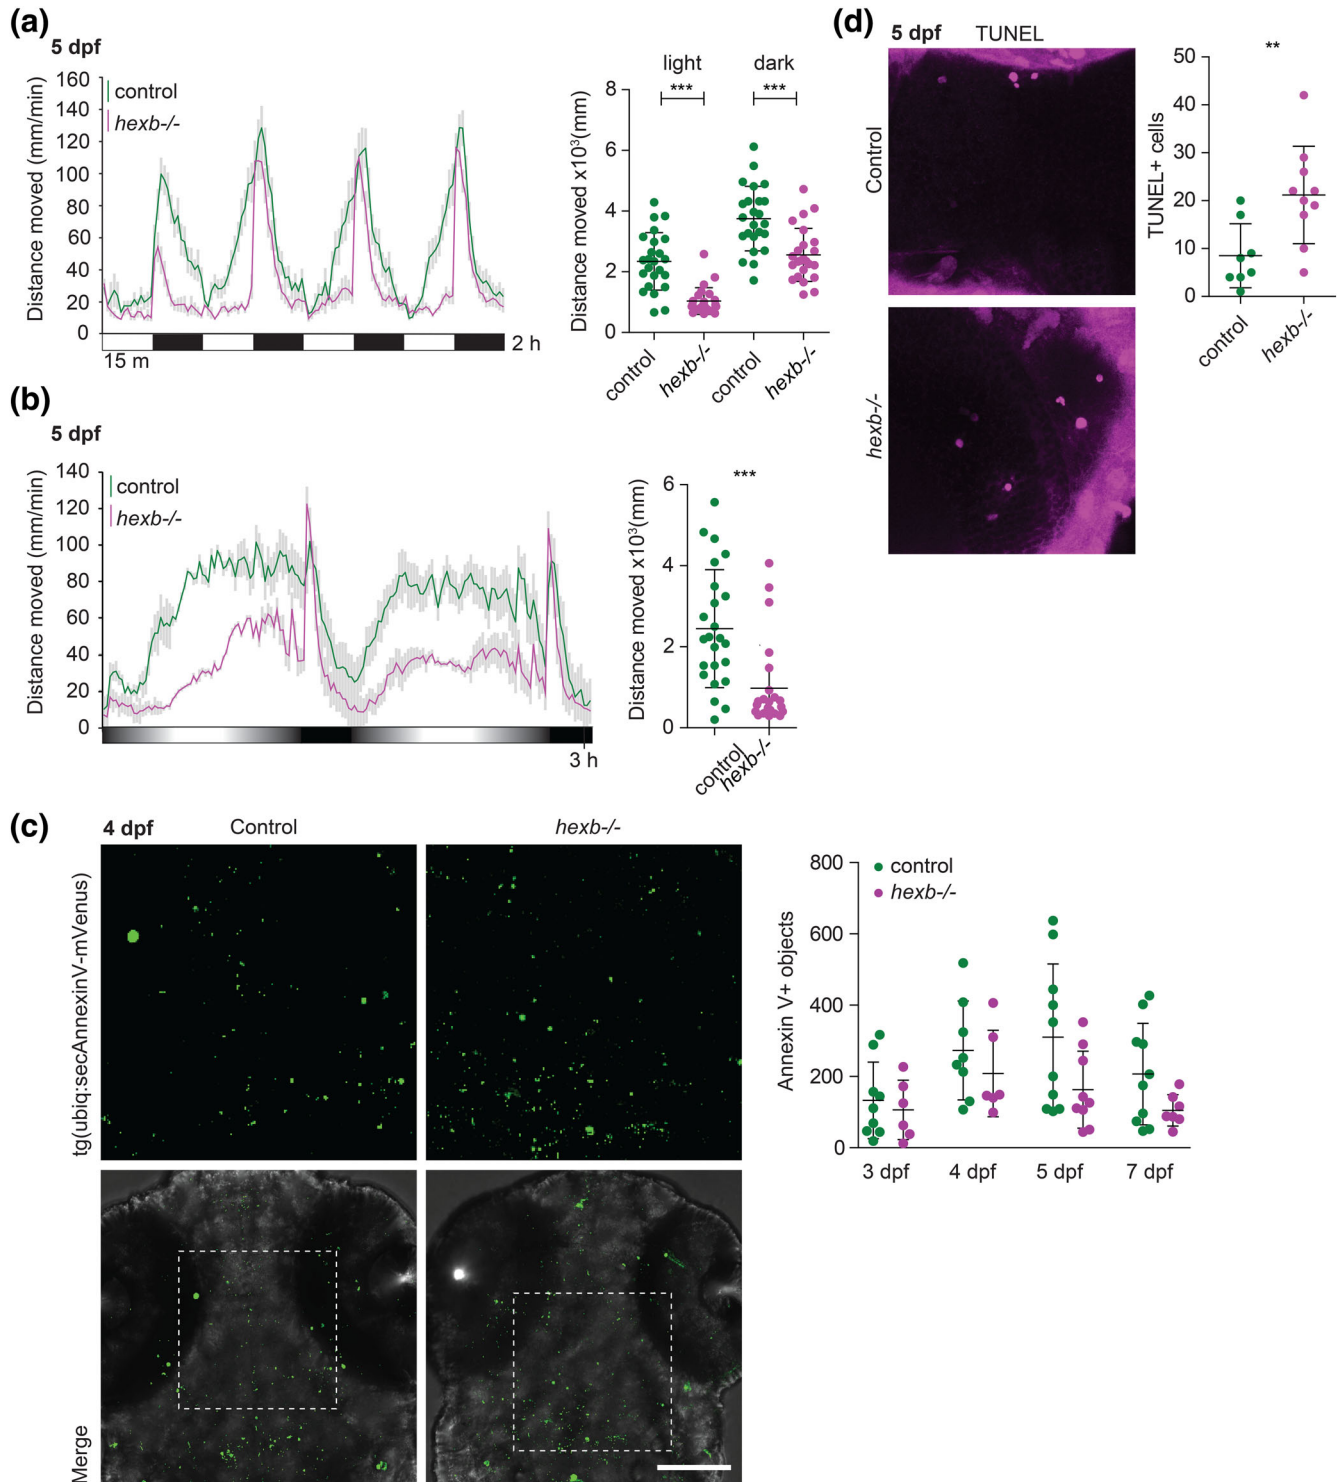 (a)
5 dpf
Distance moved (mm/min)
160
140
120
100
80
60
40
20
0
control
hexb-/-
15 m
2 h
light
dark
***
***
Distance moved x10³(mm)
8
6
4
2
0
control
hexb-/-
control
hexb-/-
(b)
5 dpf
Distance moved (mm/min)
140
120
100
80
60
40
20
0
control
hexb-/-
3 h
***
Distance moved x10³(mm)
6
4
2
0
control
hexb-/-
(c)
4 dpf
Control
hexb-/-
tg(ubiq:secAnnexinV-mVenus)
Merge
Annexin V+ objects
800
600
400
200
0
control
hexb-/-
3 dpf
4 dpf
5 dpf
7 dpf
(d)
5 dpf TUNEL
Control
hexb-/-
**
TUNEL+ cells
50
40
30
20
10
0
control
hexb-/-